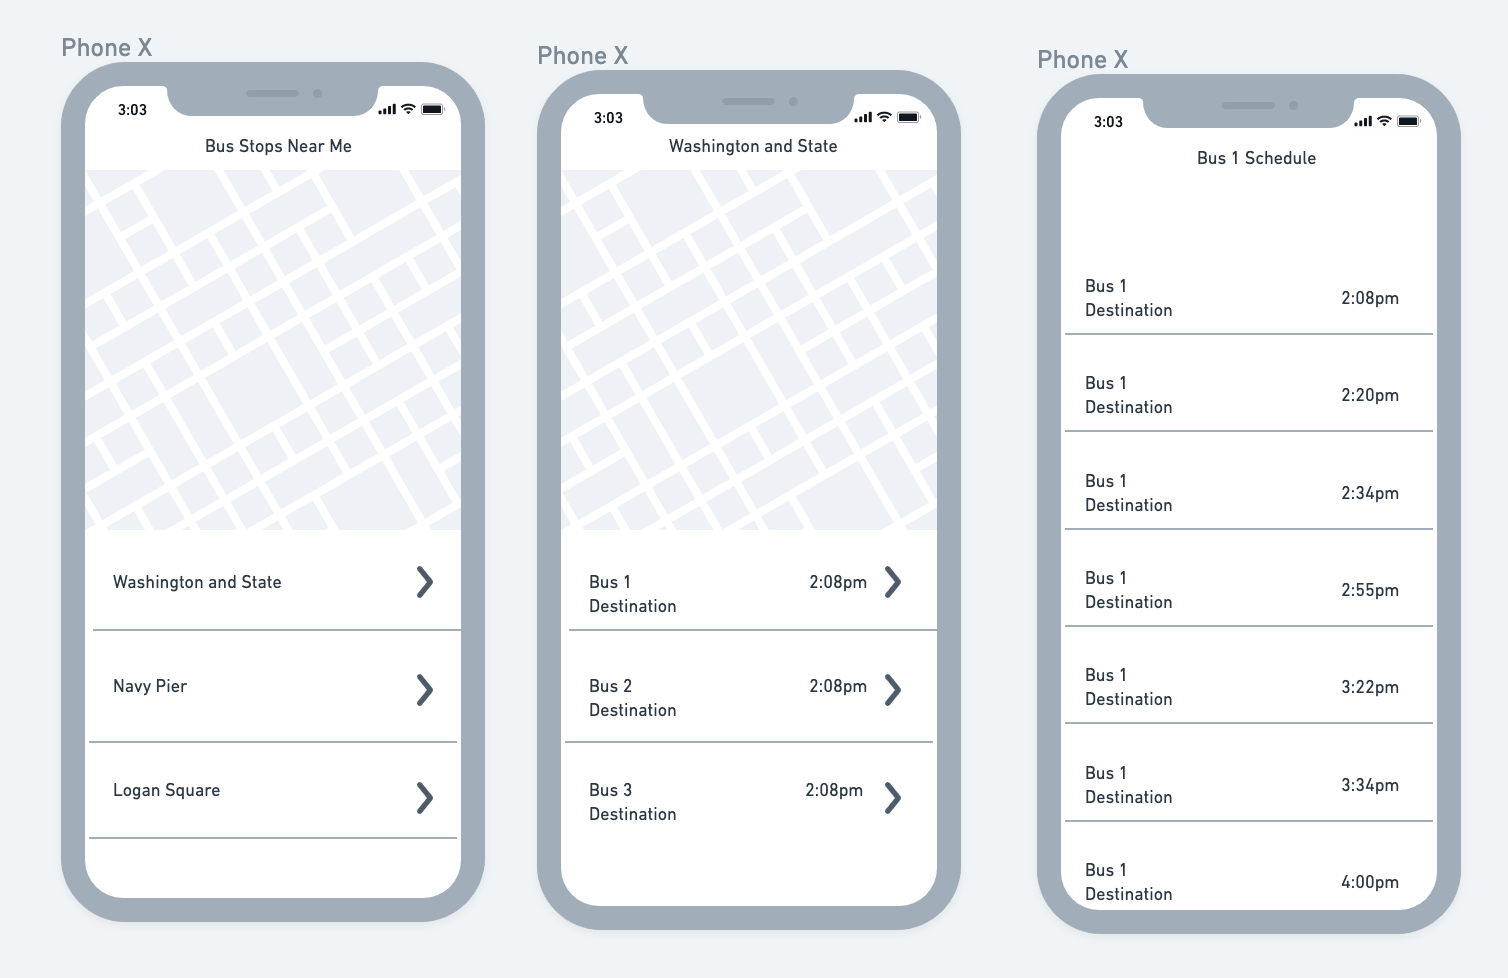 Phone X
3:03
Bus Stops Near Me
Washington and State
Navy Pier
Logan Square
Phone X
3:03
Washington and State
Bus 1 2:08pm
Destination
Bus 2 2:08pm
Destination
Bus 3 2:08pm
Destination
Phone X
3:03
Bus 1 Schedule
Bus 1
Destination
2:08pm
Bus 1
Destination
2:20pm
Bus 1
Destination
2:34pm
Bus 1
Destination
2:55pm
Bus 1
Destination
3:22pm
Bus 1
Destination
3:34pm
Bus 1
Destination
4:00pm